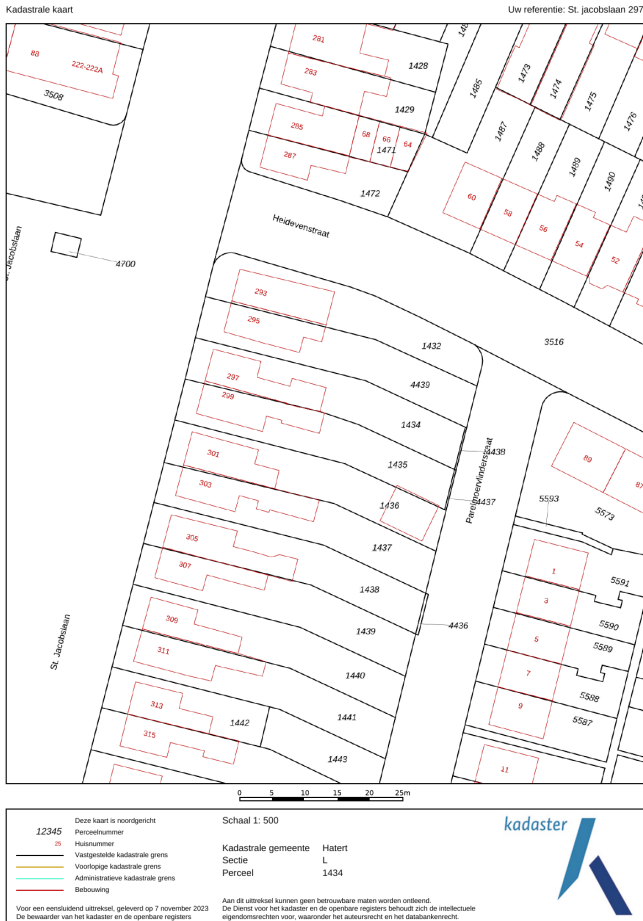 Kadastrale kaart
Uw referentie: St. jacobslaan 297
88
222-222A
3508
281
283
1428
1429
285
287
68
66
64
1471
1472
1485
1473
1474
1475
1476
1487
1488
1489
1490
60
58
56
54
52
Heidevenstraat
St. Jacobslaan
4700
3516
293
295
1432
4439
297
299
1434
1435
4438
4437
Parelmoervlinderstraat
301
303
1436
1437
305
307
1438
1439
4436
309
311
1440
1441
313
315
1442
1443
St. Jacobslaan
89
87
5593
5573
1
3
5
7
9
11
5591
5590
5589
5588
5587
0 5 10 15 20 25m
Deze kaart is noordgericht
12345 Perceelnummer
25 Huisnummer
Vastgestelde kadastrale grens
Voorlopige kadastrale grens
Administratieve kadastrale grens
Bebouwing
Voor een eensluidend uittreksel, geleverd op 7 november 2023
De bewaarder van het kadaster en de openbare registers
Schaal 1: 500
Kadastrale gemeente Hatert
Sectie L
Perceel 1434
Aan dit uittreksel kunnen geen betrouwbare maten worden ontleend.
De Dienst voor het kadaster en de openbare registers behoudt zich de intellectuele
eigendomsrechten voor, waaronder het auteursrecht en het databankenrecht.
kadaster